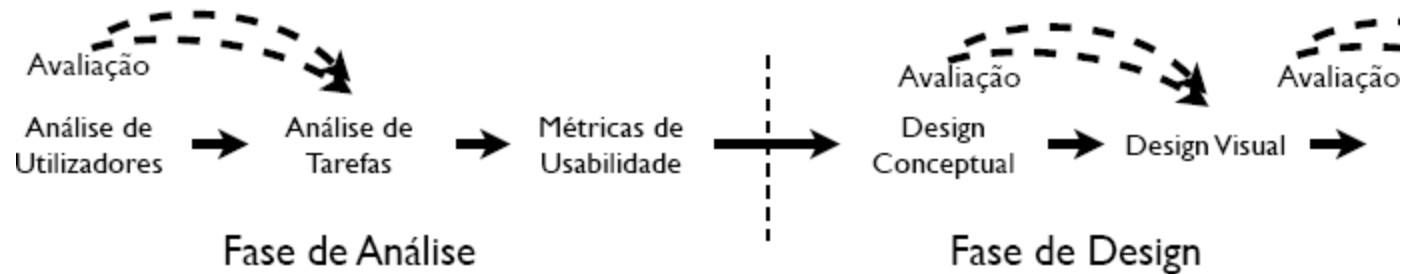 Avaliação
Análise de
Utilizadores
Análise de
Tarefas
Métricas de
Usabilidade
Fase de Análise
Avaliação
Design
Conceptual
Design Visual
Avaliação
Fase de Design